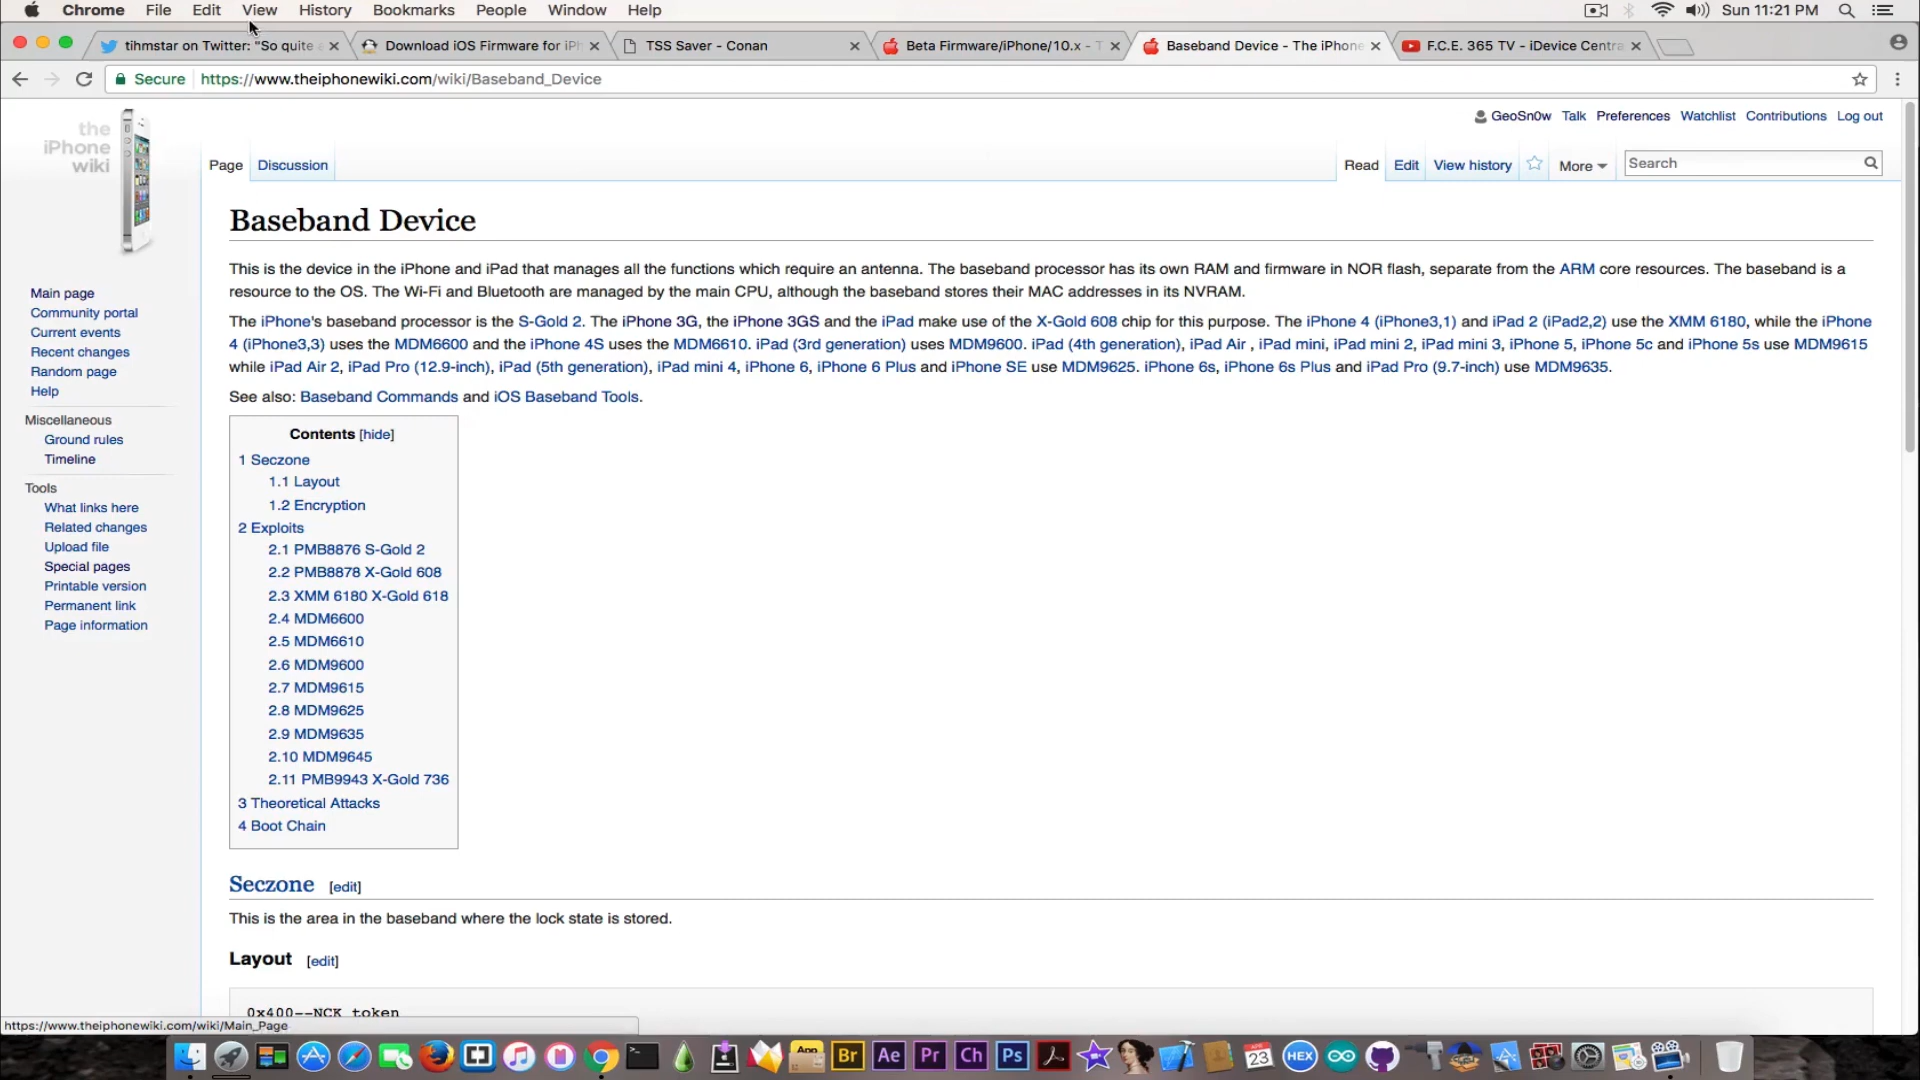 Chrome File Edit View History Bookmarks People Window Help Sun 11:21 PM
tihmstar on Twitter: "So quite
Download iOS Firmware for iPh
TSS Saver - Conan
Beta Firmware/iPhone/10.x - T
Baseband Device - The iPhone
F.C.E. 365 TV - iDevice Centra
Secure https://www.theiphonewiki.com/wiki/Baseband_Device
the
iPhone
wiki
GeoSn0w Talk Preferences Watchlist Contributions Log out
Page Discussion Read Edit View history More Search
Main page
Community portal
Current events
Recent changes
Random page
Help
Miscellaneous
Ground rules
Timeline
Tools
What links here
Related changes
Upload file
Special pages
Printable version
Permanent link
Page information
Baseband Device
This is the device in the iPhone and iPad that manages all the functions which require an antenna. The baseband processor has its own RAM and firmware in NOR flash, separate from the ARM core resources. The baseband is a
resource to the OS. The Wi-Fi and Bluetooth are managed by the main CPU, although the baseband stores their MAC addresses in its NVRAM.
The iPhone's baseband processor is the S-Gold 2. The iPhone 3G, the iPhone 3GS and the iPad make use of the X-Gold 608 chip for this purpose. The iPhone 4 (iPhone3,1) and iPad 2 (iPad2,2) use the XMM 6180, while the iPhone
4 (iPhone3,3) uses the MDM6600 and the iPhone 4S uses the MDM6610. iPad (3rd generation) uses MDM9600. iPad (4th generation), iPad Air , iPad mini, iPad mini 2, iPad mini 3, iPhone 5, iPhone 5c and iPhone 5s use MDM9615
while iPad Air 2, iPad Pro (12.9-inch), iPad (5th generation), iPad mini 4, iPhone 6, iPhone 6 Plus and iPhone SE use MDM9625. iPhone 6s, iPhone 6s Plus and iPad Pro (9.7-inch) use MDM9635.
See also: Baseband Commands and iOS Baseband Tools.
Contents [hide]
1 Seczone
1.1 Layout
1.2 Encryption
2 Exploits
2.1 PMB8876 S-Gold 2
2.2 PMB8878 X-Gold 608
2.3 XMM 6180 X-Gold 618
2.4 MDM6600
2.5 MDM6610
2.6 MDM9600
2.7 MDM9615
2.8 MDM9625
2.9 MDM9635
2.10 MDM9645
2.11 PMB9943 X-Gold 736
3 Theoretical Attacks
4 Boot Chain
Seczone [edit]
This is the area in the baseband where the lock state is stored.
Layout [edit]
0x400--NCK token
https://www.theiphonewiki.com/wiki/Main_Page
Br Ae Pr Ch Ps 23 HEX